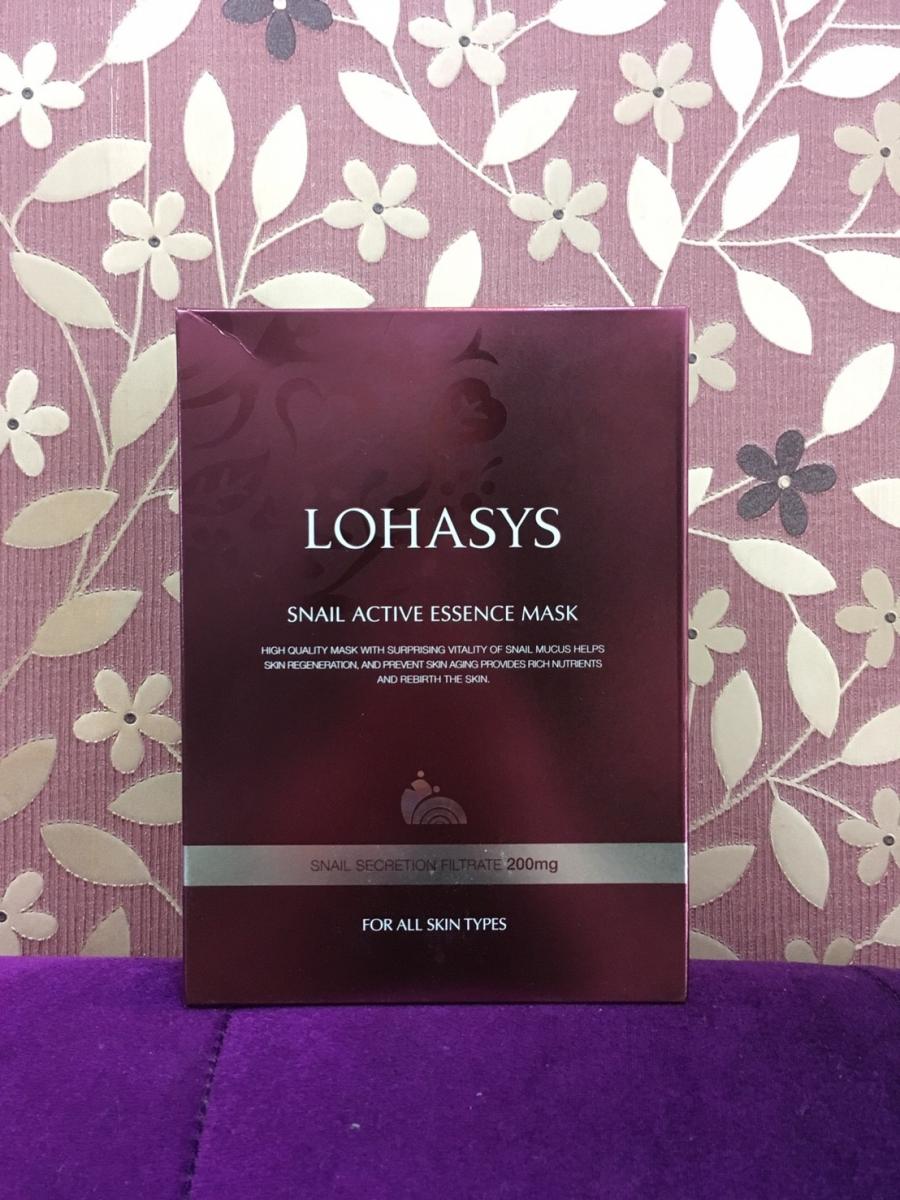 LOHASYS
SNAIL ACTIVE ESSENCE MASK
HIGH QUALITY MASK WITH SURPRISING VITALITY OF SNAIL MUCUS HELPS
SKIN REGENERATION, AND PREVENT SKIN AGING PROVIDES RICH NUTRIENTS
AND REBIRTH THE SKIN.
SNAIL SECRETION FILTRATE 200mg
FOR ALL SKIN TYPES